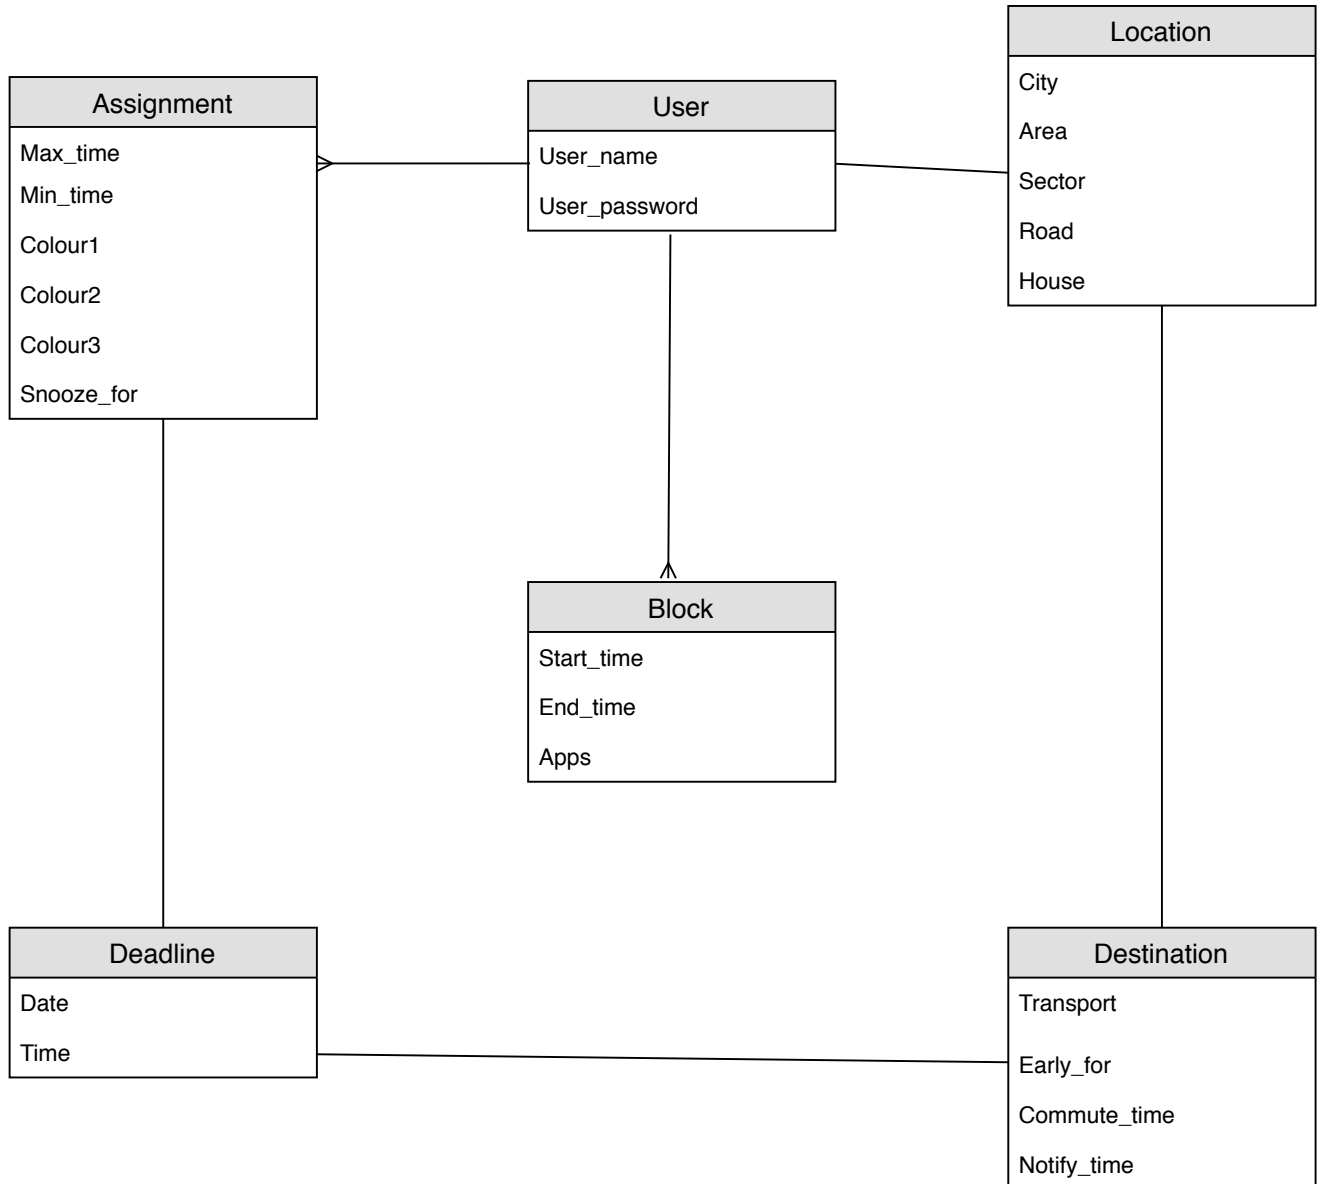 Assignment
Max_time
Min_time
Colour1
Colour2
Colour3
Snooze_for
User
User_name
User_password
Location
City
Area
Sector
Road
House
Block
Start_time
End_time
Apps
Deadline
Date
Time
Destination
Transport
Early_for
Commute_time
Notify_time